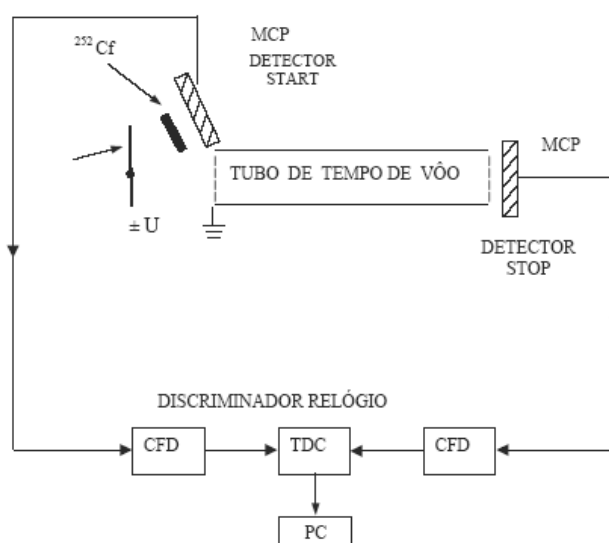 252Cf
MCP
DETECTOR
START
TUBO DE TEMPO DE VÔO
MCP
± U
DETECTOR
STOP
DISCRIMINADOR RELÓGIO
CFD
TDC
CFD
PC